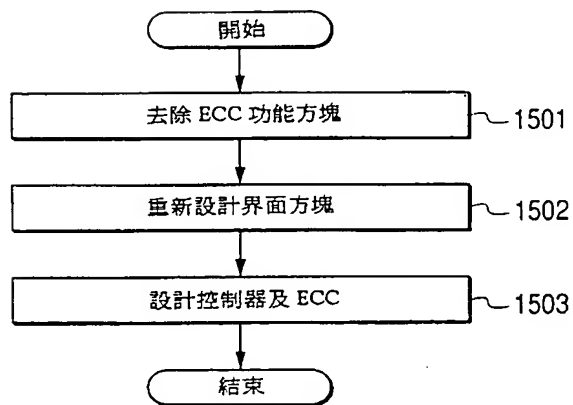 開始
去除 ECC 功能方塊
1501
重新設計界面方塊
1502
設計控制器及 ECC
1503
結束